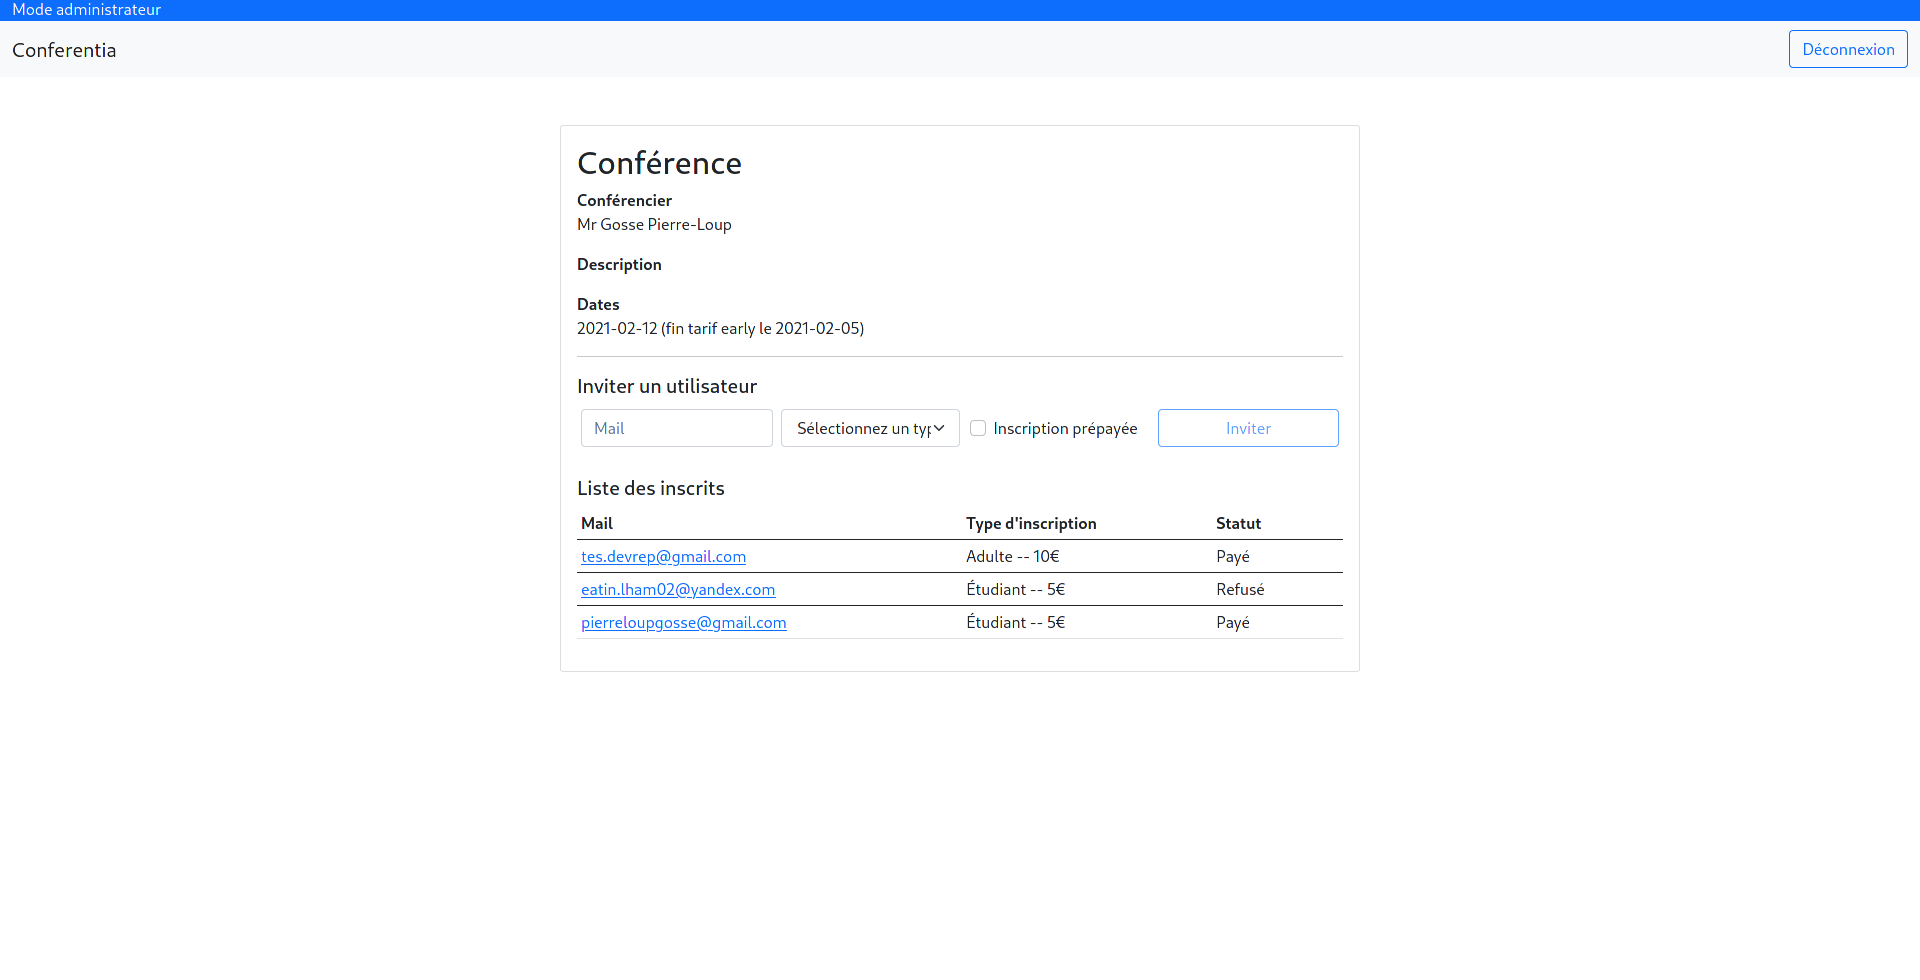 Mode administrateur
Conferentia
Déconnexion
Conférence
Conférencier
Mr Gosse Pierre-Loup
Description
Dates
2021-02-12 (fin tarif early le 2021-02-05)
Inviter un utilisateur
Mail Sélectionnez un typ Inscription prépayée Inviter
Liste des inscrits
Mail Type d'inscription Statut
tes.devrep@gmail.com Adulte -- 10€ Payé
eatin.lham02@yandex.com Étudiant -- 5€ Refusé
pierreloupgosse@gmail.com Étudiant -- 5€ Payé